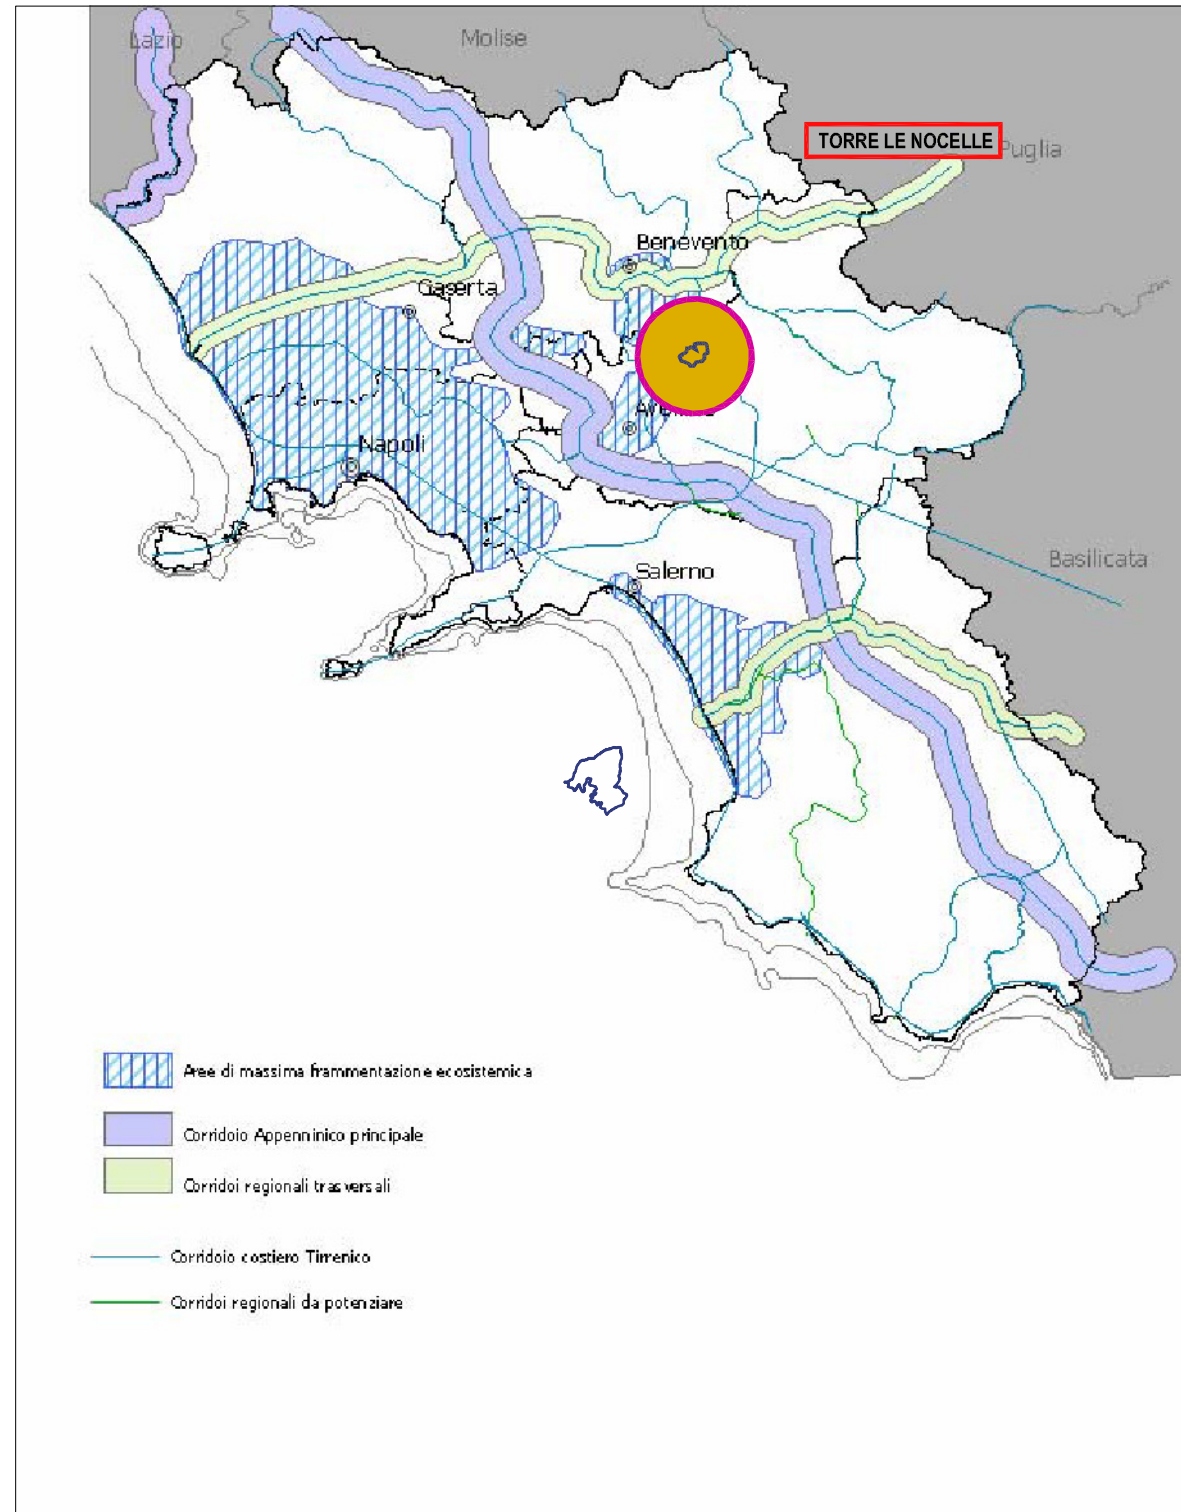 Lazio
Molise
TORRE LE NOCELLE
Puglia
Benevento
Caserta
Avellino
Napoli
Basilicata
Salerno
Aree di massima frammentazione ecosistemica
Corridoio Appenninico principale
Corridoi regionali trasversali
Corridoio costiero Tirrenico
Corridoi regionali da potenziare